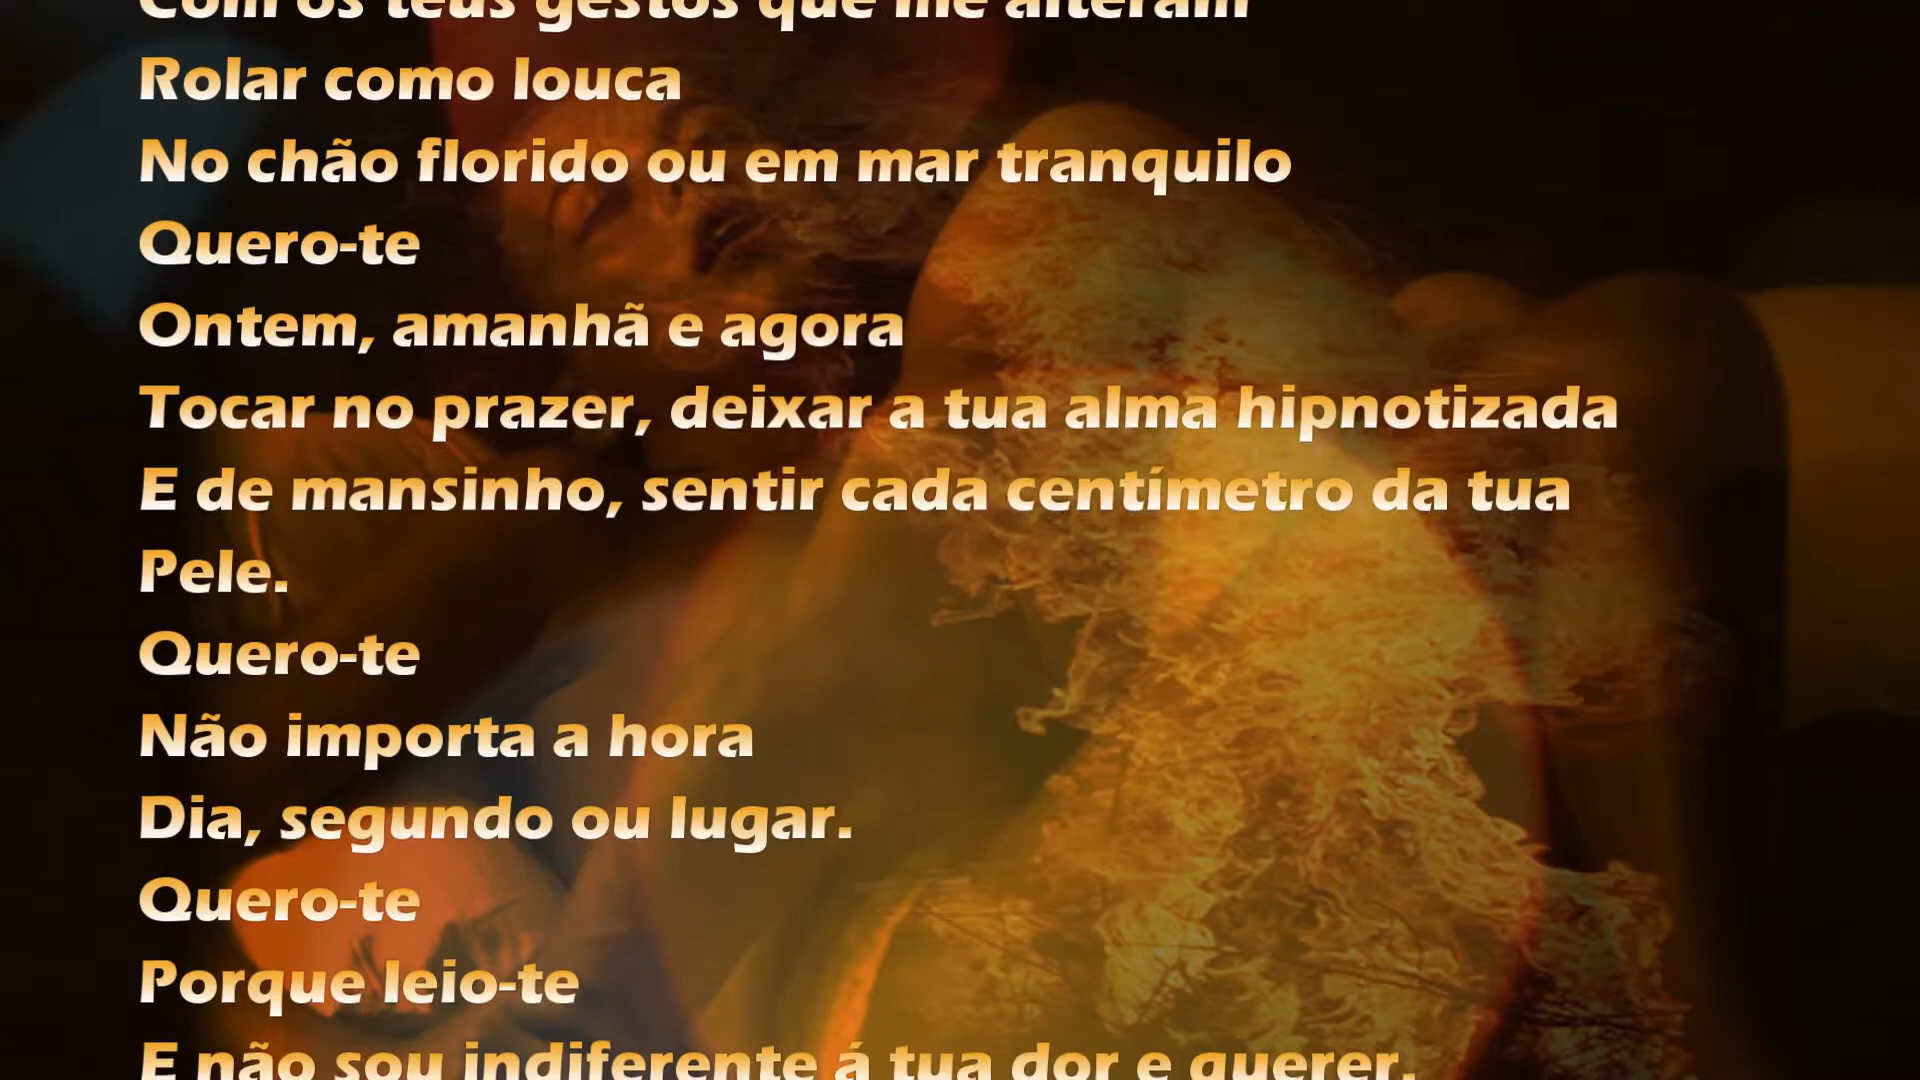 Com os teus gestos que me alteram
Rolar como louca
No chão florido ou em mar tranquilo
Quero-te
Ontem, amanhã e agora
Tocar no prazer, deixar a tua alma hipnotizada
E de mansinho, sentir cada centímetro da tua
Pele.
Quero-te
Não importa a hora
Dia, segundo ou lugar.
Quero-te
Porque leio-te
E não sou indiferente á tua dor e querer.